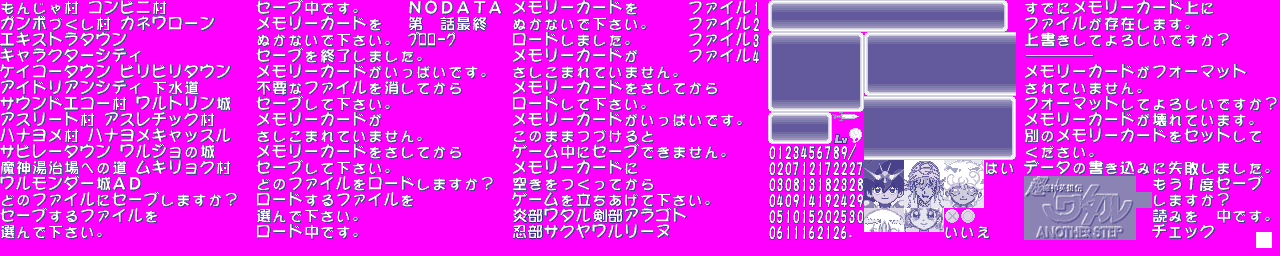 もんじゃ村 コンビニ村
ガンボづくし村 カネワローン
エキストラタウン
キャラクターシティ
ケイコータウン ビリビリタウン
アイドリアンシティ 下水道
サウンドエコー村 ワルトリン城
アスリート村 アスレチック村
ハナヨメ村 ハナヨメキャッスル
サヒレータウン ワルジョの城
魔神湯治場への道 ムキリョク村
ワルモンダー城AD
どのファイルにセーブしますか？
セーブするファイルを
選んで下さい。
セーブ中です。
メモリーカードを
ぬかないで下さい。
セーブを終了しました。
メモリーカードがいっぱいです。
不要なファイルを消してから
セーブして下さい。
メモリーカードが
さしこまれていません。
メモリーカードをさしてから
セーブして下さい。
どのファイルをロードしますか？
ロードするファイルを
選んで下さい。
ロード中です。
NODATA
第 話最終
プロローグ
メモリーカードを
ぬかないで下さい。
ロードしました。
メモリーカードが
さしこまれていません。
メモリーカードをさしてから
ロードして下さい。
メモリーカードがいっぱいです。
このままつづけると
ゲーム中にセーブできません。
メモリーカードに
空きをつくってから
ゲームを立ちあげて下さい。
炎部ワタル剣部アラゴト
忍部サクヤワルリーヌ
ファイル1
ファイル2
ファイル3
ファイル4
Lv
0123456789/
020712172227
030813182328
040914192429
051015202530
0611162126.
はい
いいえ
すでにメモリーカード上に
ファイルが存在します。
上書きしてよろしいですか？
メモリーカードがフォーマット
されていません。
フォーマットしてよろしいですか？
メモリーカードが壊れています。
別のメモリーカードをセットして
ください。
データの書き込みに失敗しました。
超魔神英雄伝
ワタル
ANOTHER STEP
もう1度セーブ
しますか？
読みを 中です。
チェック